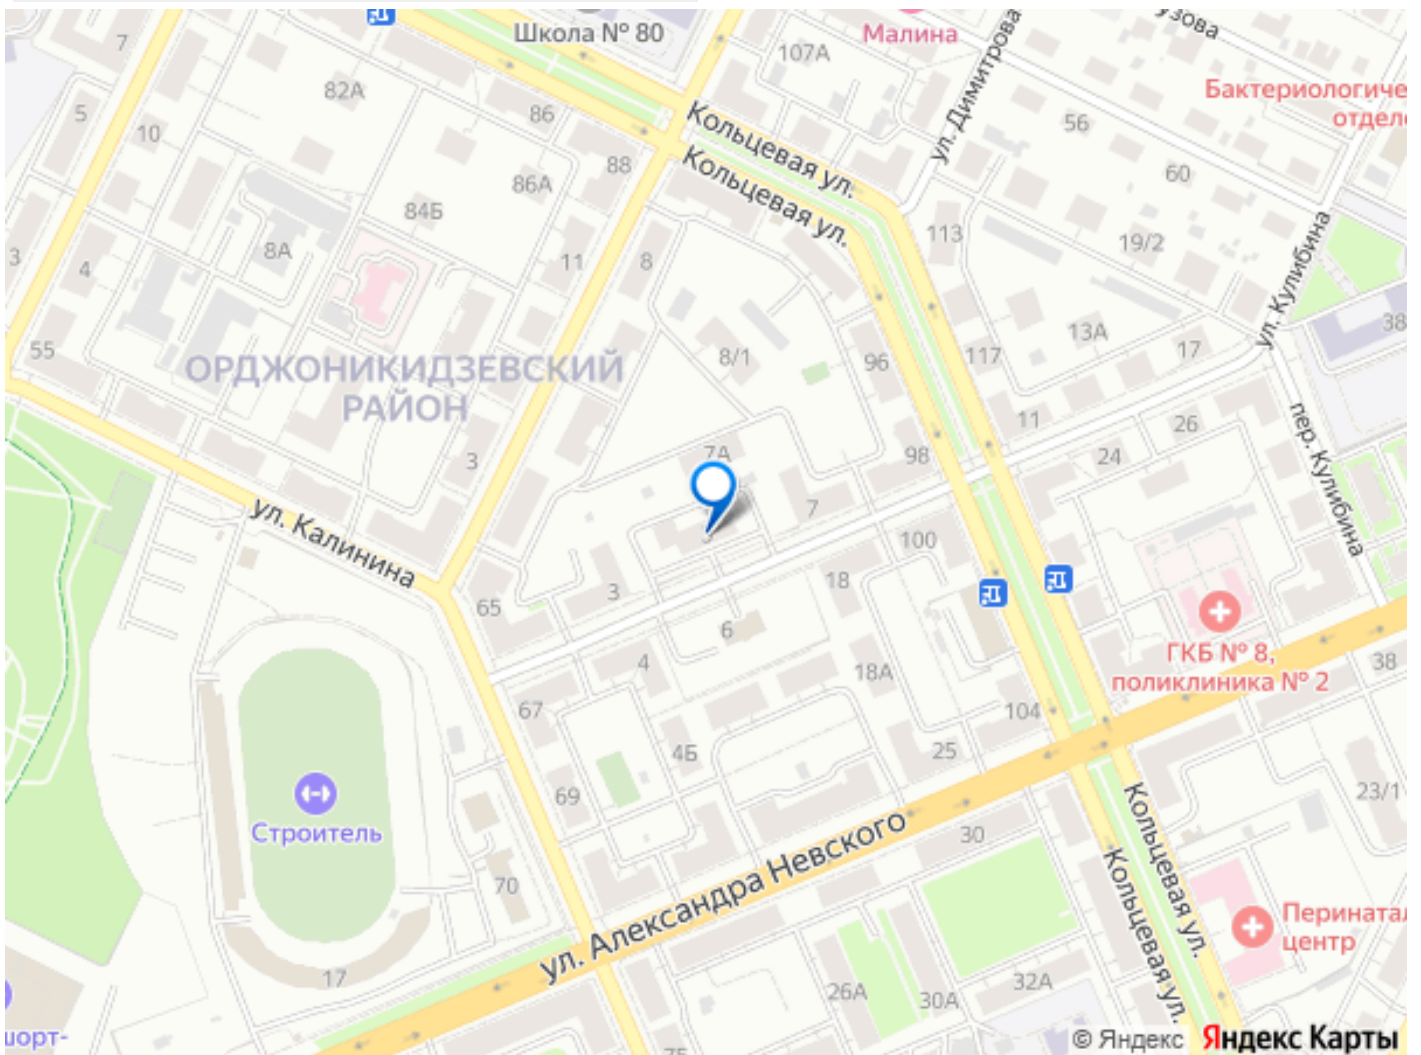 Школа № 80
Малина
узова
107А
7
82А
86
5
10
88
86А
84Б
8А
3
4
11
8
55
Кольцевая ул.
Кольцевая ул.
ул. Димитрова
Бактериологиче
отдел
56
60
113
19/2
ул. Кулибина
38
13А
17
117
96
8/1
ОРДЖОНИКИДЗЕВСКИЙ
РАЙОН
11
26
24
98
7А
7
3
5
100
пер. Кулибина
ул. Калинина
65
3
18
6
4
18А
67
104
25
4Б
69
ГКБ № 8,
поликлиника № 2
38
23/1
Строитель
70
17
ул. Александра Невского
30
Кольцевая ул.
Кольцевая ул.
Перинатал
центр
26А
30А
32А
75
шорт-
© Яндекс Яндекс Карты